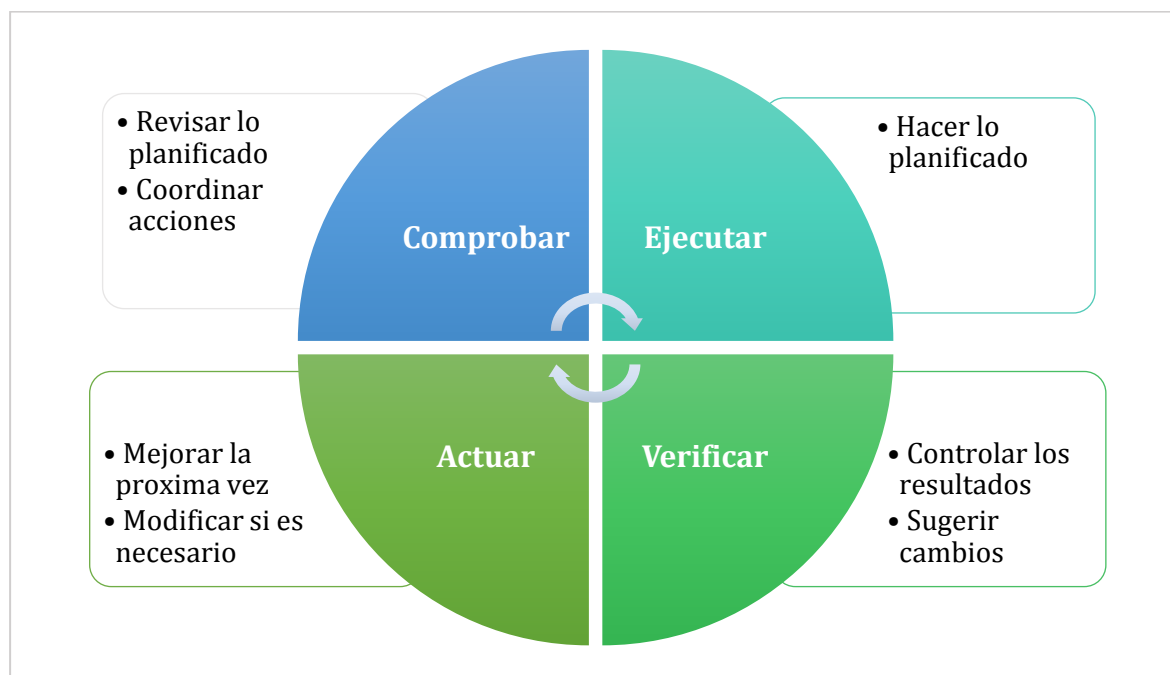 • Revisar lo
planificado
• Coordinar
acciones
Comprobar
Ejecutar
• Hacer lo
planificado
• Mejorar la
proxima vez
• Modificar si es
necesario
Actuar
Verificar
• Controlar los
resultados
• Sugerir
cambios